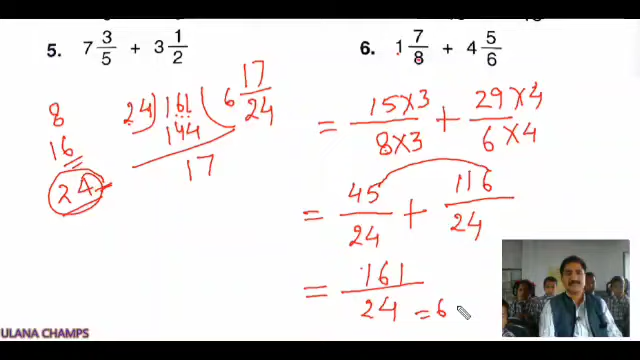 5. 7 3/5 + 3 1/2
6. 1 7/8 + 4 5/6
8
16
24
24) 161 ( 6 17/24
144
17
= 15×3/8×3 + 29×4/6×4
= 45/24 + 116/24
= 161/24 = 6
ULANA CHAMPS